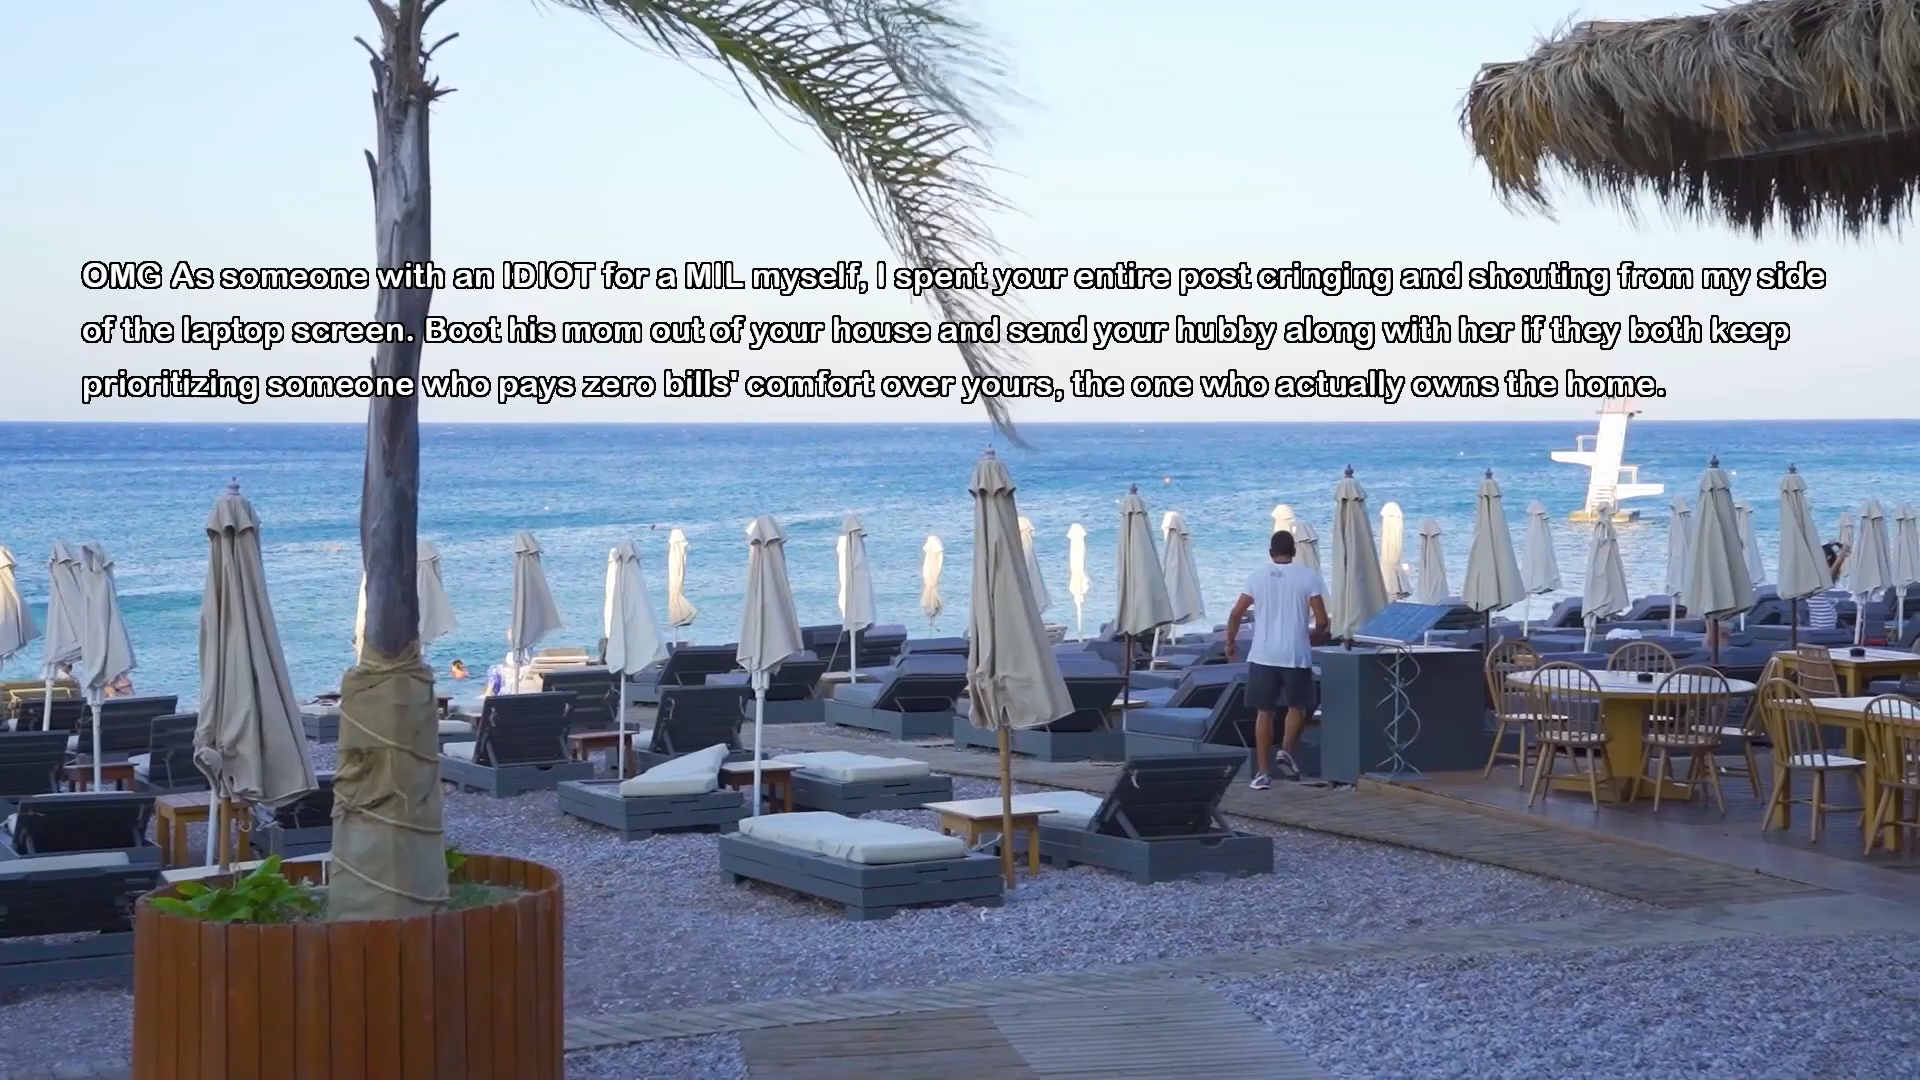 OMG As someone with an IDIOT for a MIL myself, I spent your entire post cringing and shouting from my side
of the laptop screen. Boot his mom out of your house and send your hubby along with her if they both keep
prioritizing someone who pays zero bills' comfort over yours, the one who actually owns the home.